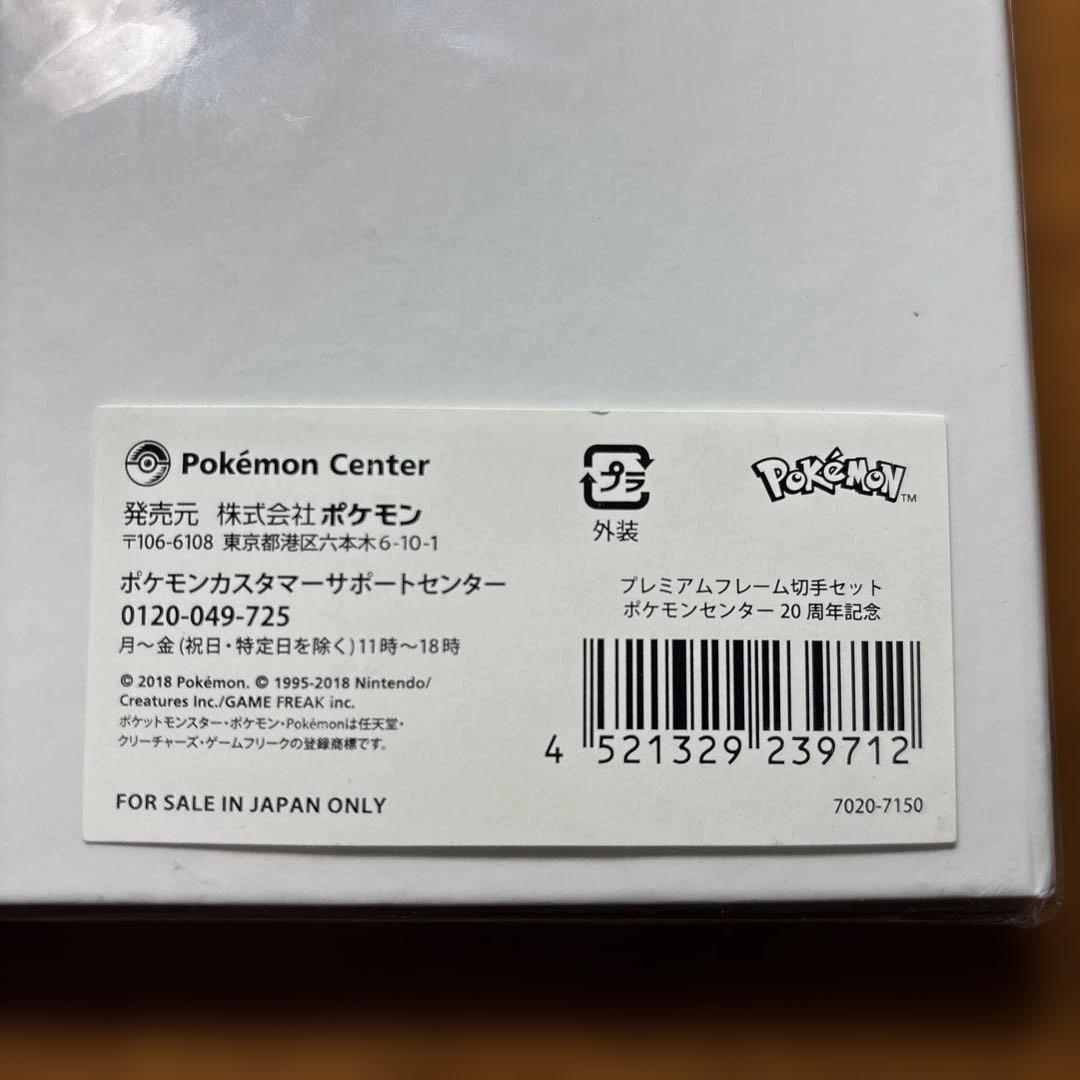 Pokémon Center
発売元 株式会社ポケモン
〒106-6108 東京都港区六本木6-10-1
ポケモンカスタマーサポートセンター
0120-049-725
月～金(祝日・特定日を除く)11時～18時
© 2018 Pokémon. © 1995-2018 Nintendo/
Creatures Inc./GAME FREAK inc.
ポケットモンスター・ポケモン・Pokémonは任天堂・
クリーチャーズ・ゲームフリークの登録商標です。
FOR SALE IN JAPAN ONLY
プラ
外装
POKéMON™
プレミアムフレーム切手セット
ポケモンセンター 20 周年記念
4 521329 239712
7020-7150